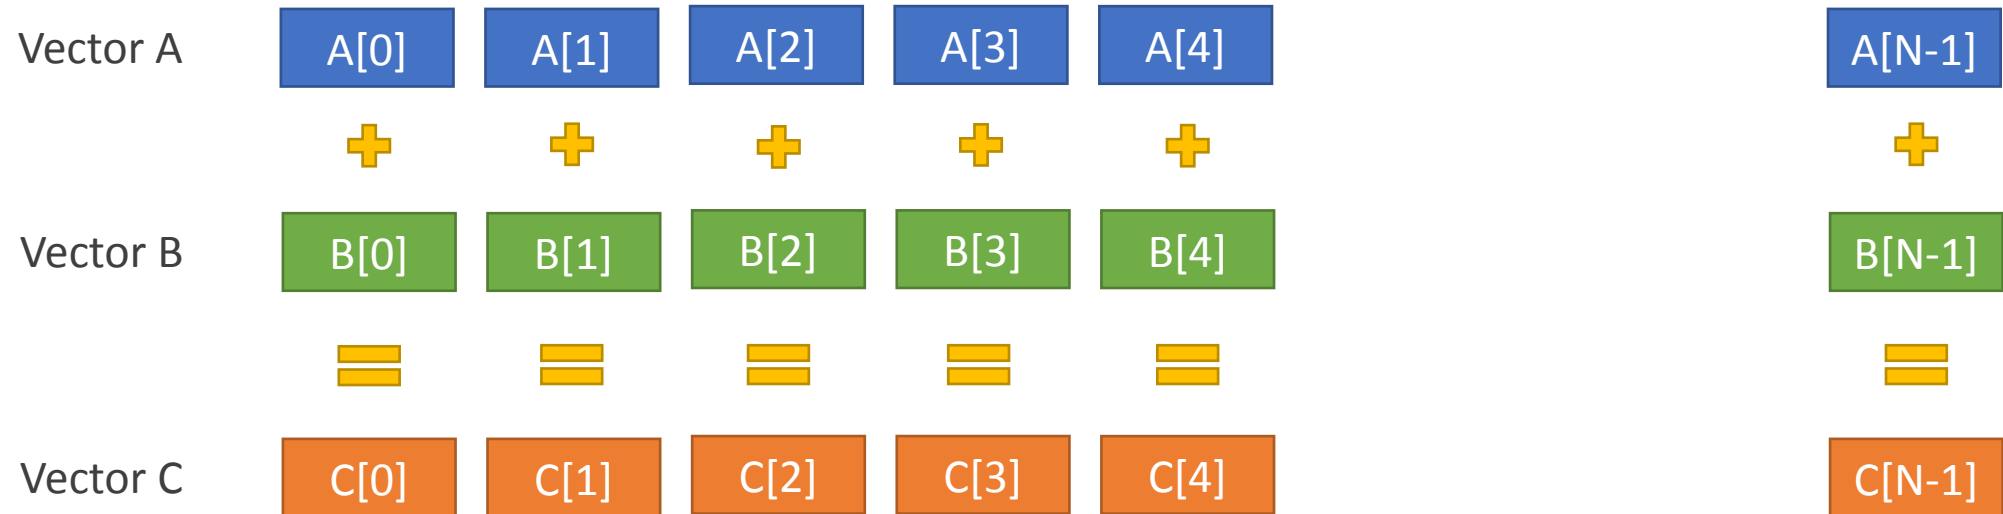 Vector A A[0] A[1] A[2] A[3] A[4] A[N-1]
Vector B B[0] B[1] B[2] B[3] B[4] B[N-1]
Vector C C[0] C[1] C[2] C[3] C[4] C[N-1]